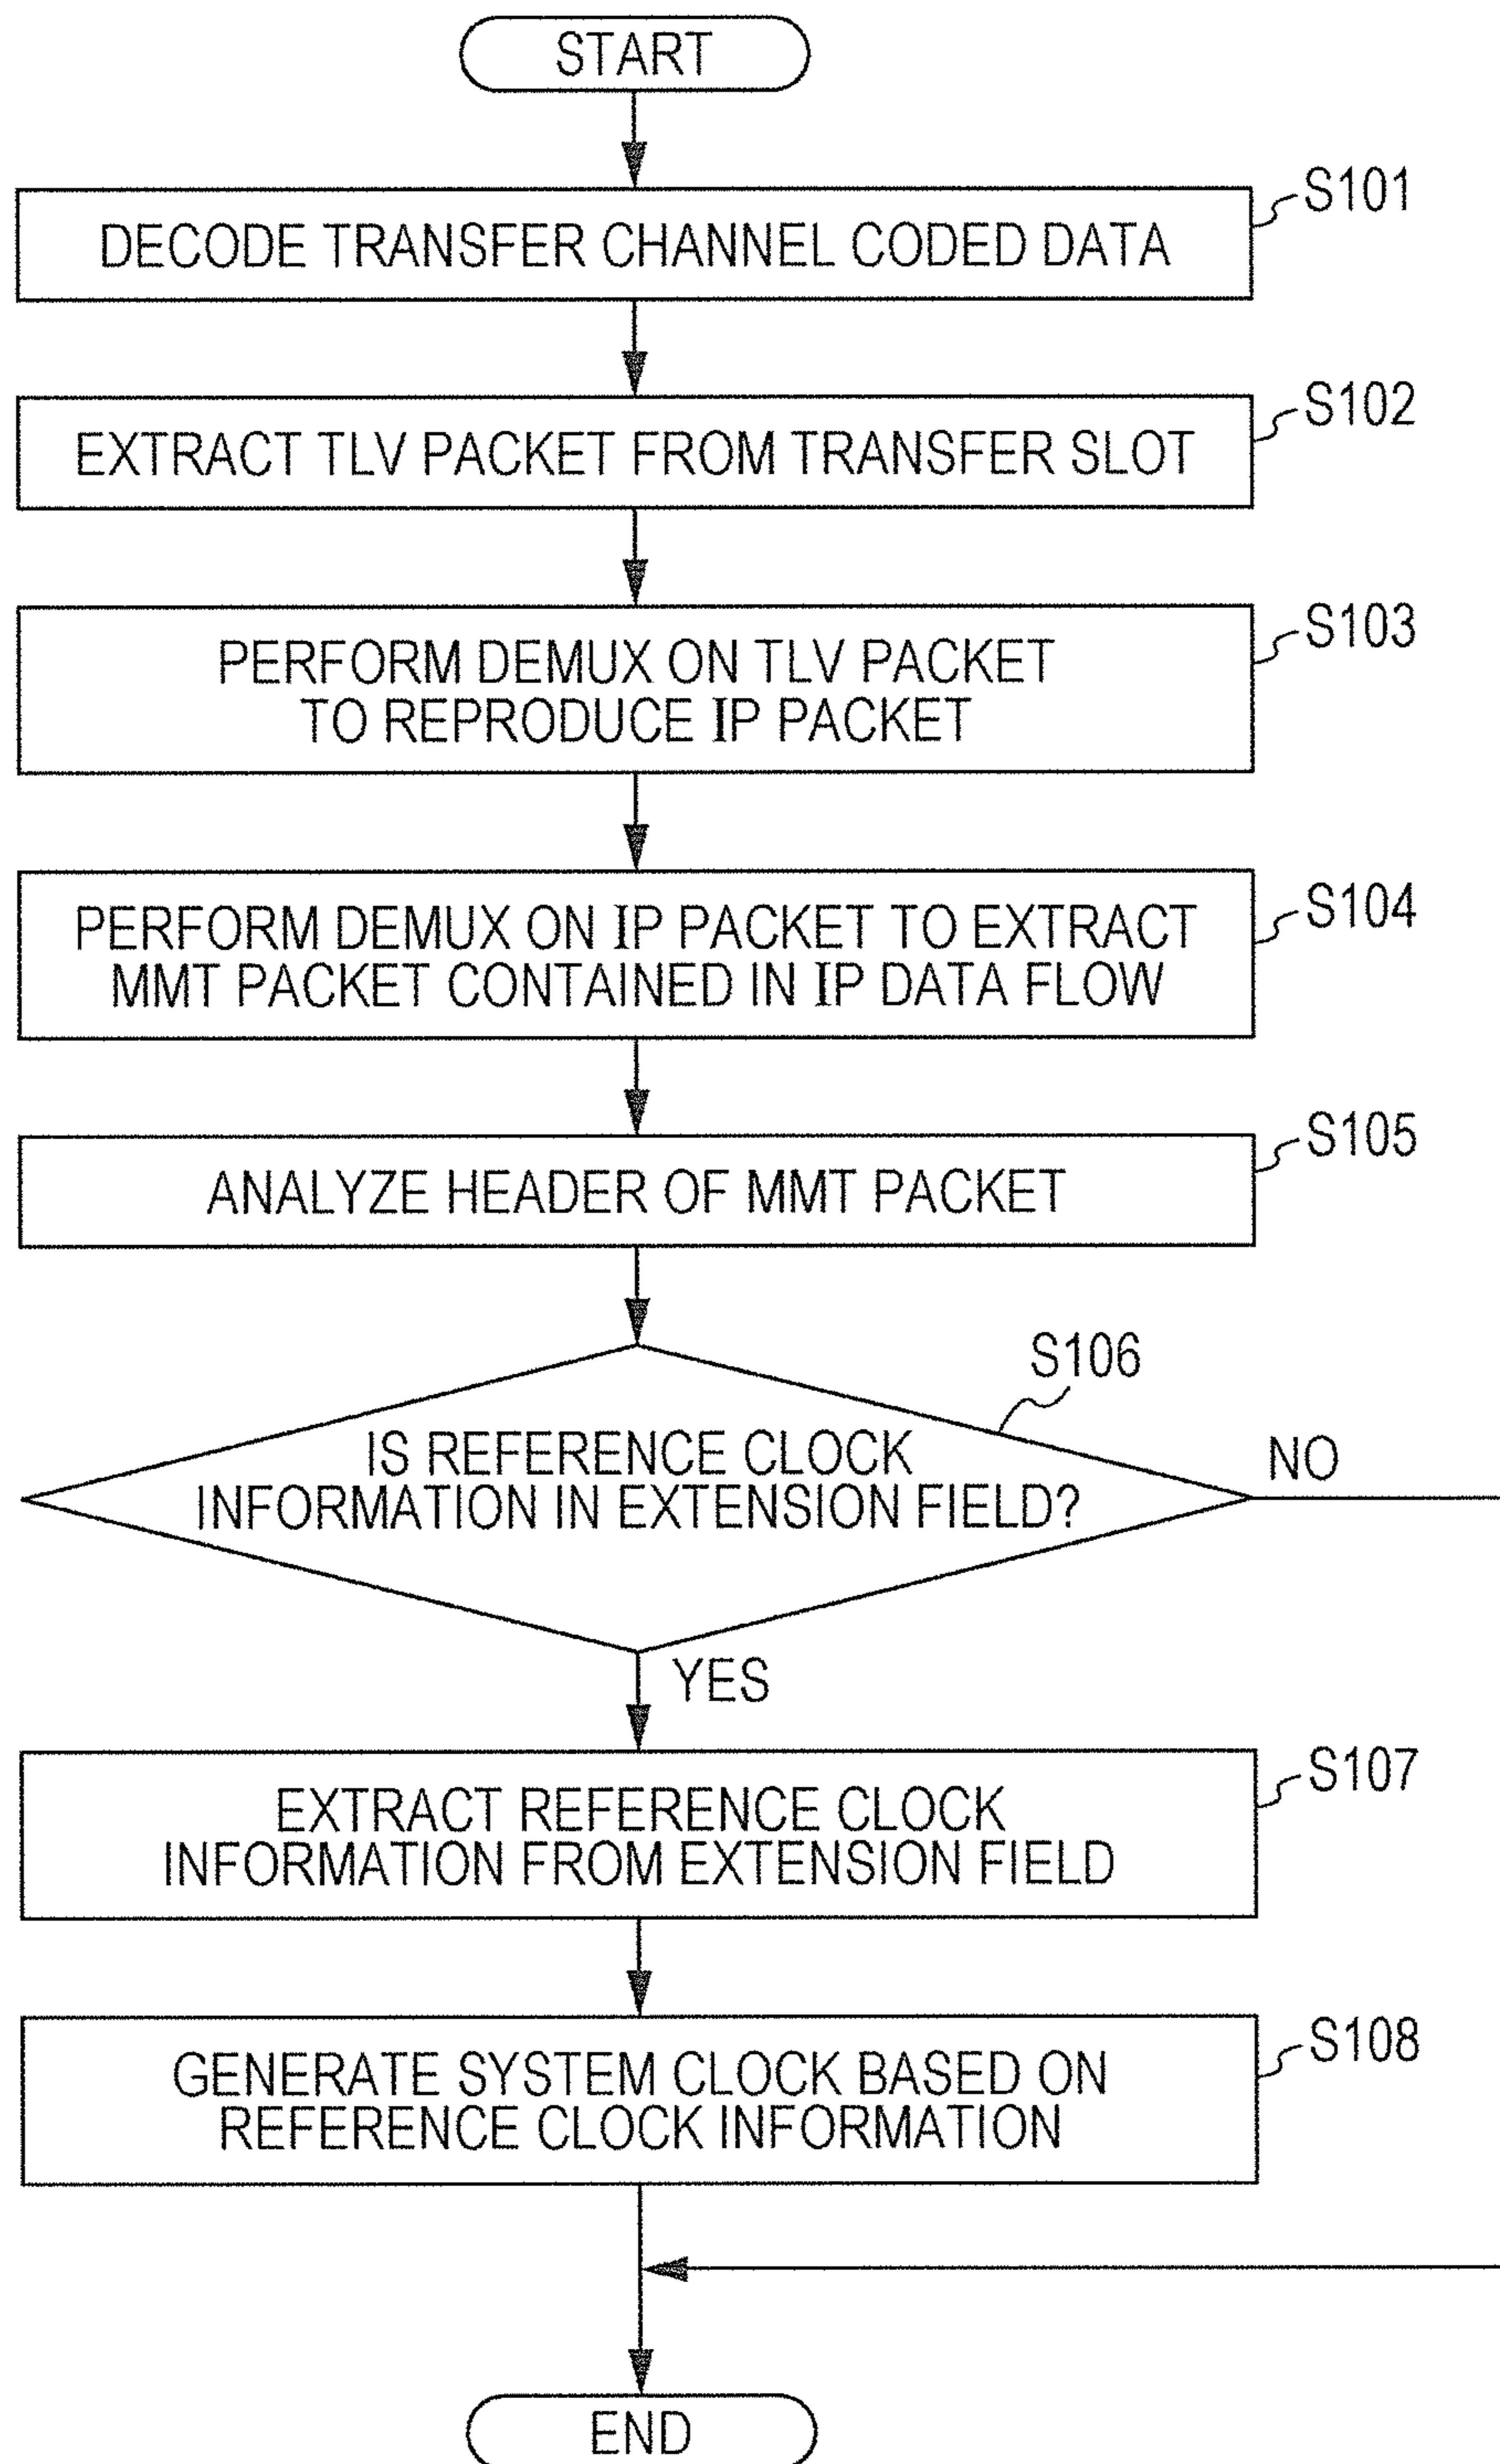 START
S101
DECODE TRANSFER CHANNEL CODED DATA
S102
EXTRACT TLV PACKET FROM TRANSFER SLOT
S103
PERFORM DEMUX ON TLV PACKET
TO REPRODUCE IP PACKET
S104
PERFORM DEMUX ON IP PACKET TO EXTRACT
MMT PACKET CONTAINED IN IP DATA FLOW
S105
ANALYZE HEADER OF MMT PACKET
S106
IS REFERENCE CLOCK
INFORMATION IN EXTENSION FIELD?
NO
YES
S107
EXTRACT REFERENCE CLOCK
INFORMATION FROM EXTENSION FIELD
S108
GENERATE SYSTEM CLOCK BASED ON
REFERENCE CLOCK INFORMATION
END